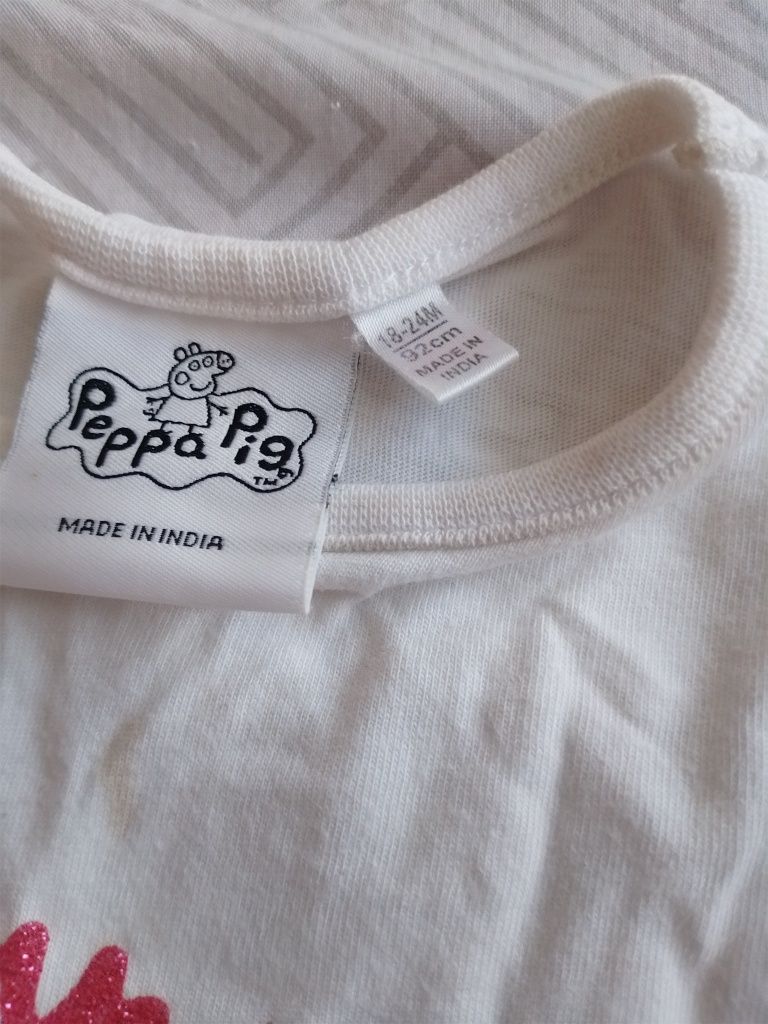 Peppa Pig
TM
MADE IN INDIA
18-24M
92cm
MADE IN
INDIA